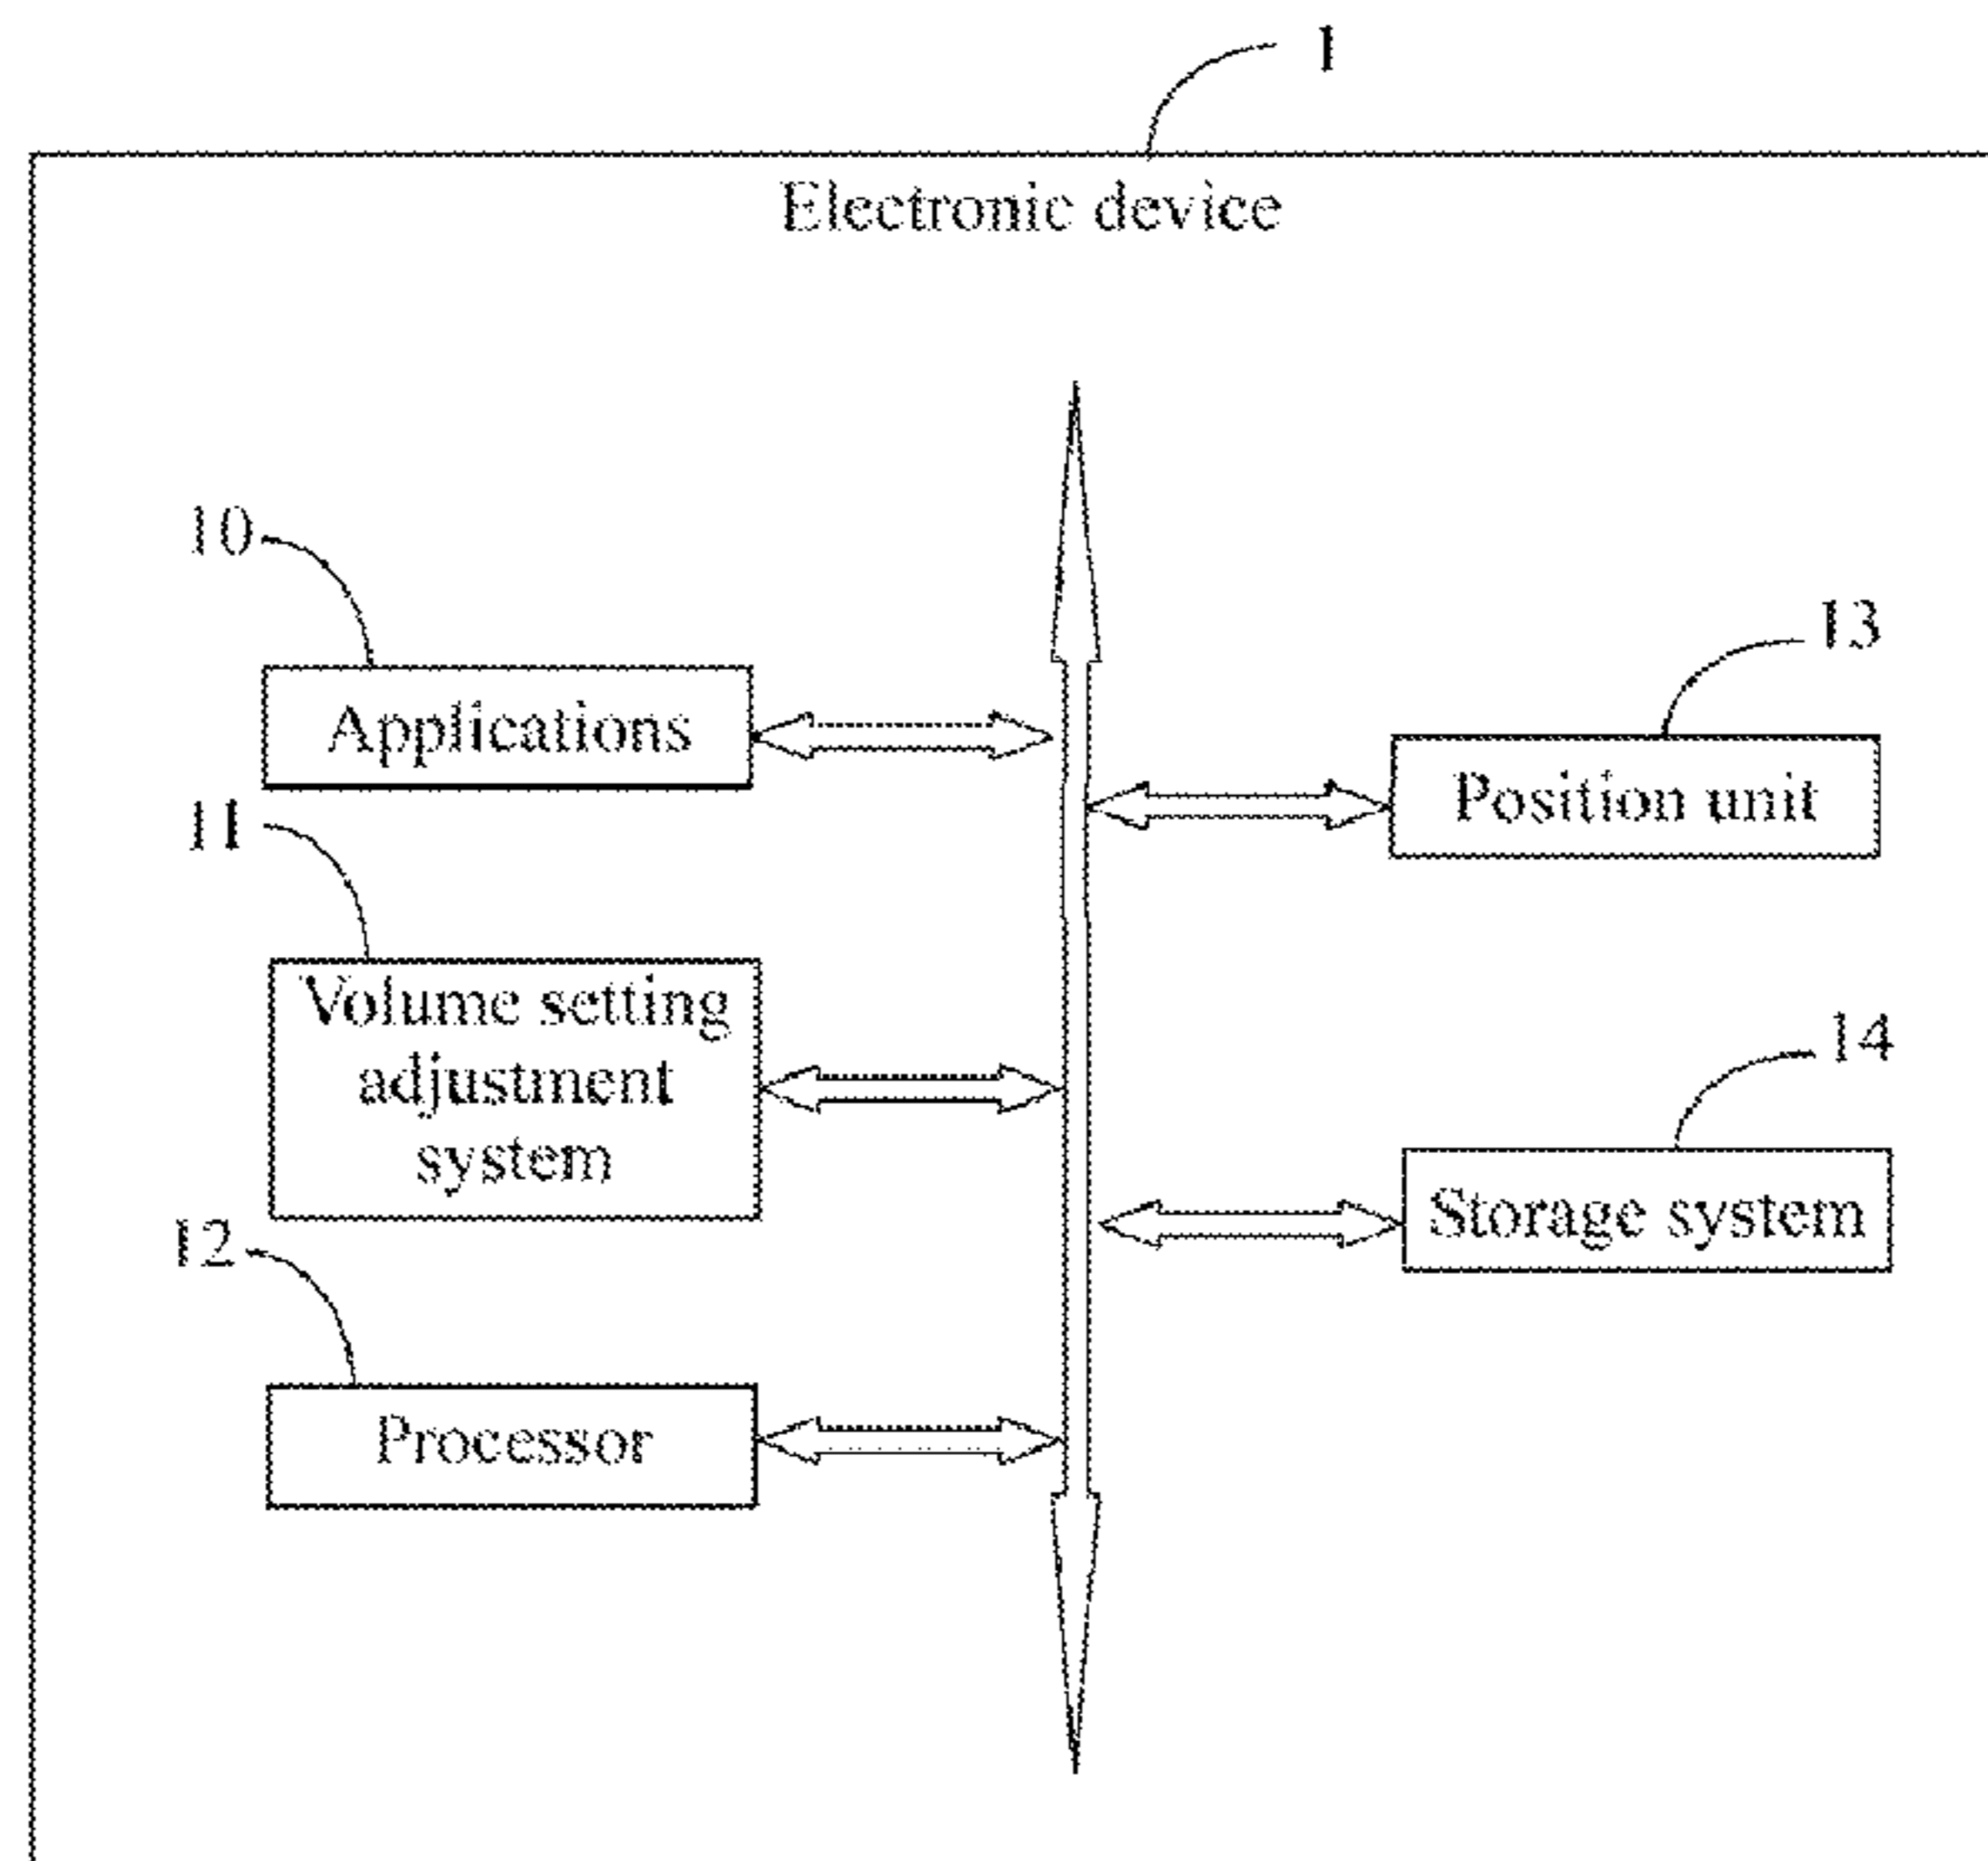 1
Electronic device
10
Applications
13
Position unit
11
Volume setting
adjustment
system
14
Storage system
12
Processor